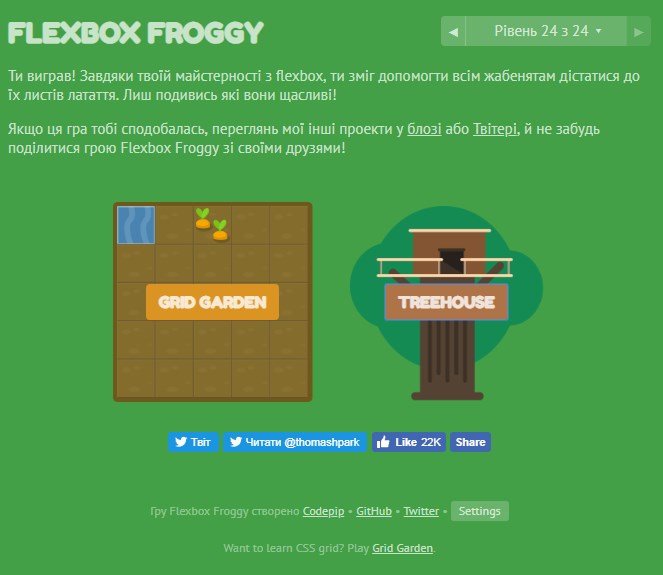 FLEXBOX FROGGY
◀ Рівень 24 з 24 ▾ ▶
Ти виграв! Завдяки твоїй майстерності з flexbox, ти зміг допомогти всім жабенятам дістатися до
їх листів латаття. Лиш подивись які вони щасливі!
Якщо ця гра тобі сподобалась, переглянь мої інші проекти у блозі або Твітері, й не забудь
поділитися грою Flexbox Froggy зі своїми друзями!
GRID GARDEN
TREEHOUSE
Твіт Читати @thomashpark Like 22K Share
Гру Flexbox Froggy створено Codepip • GitHub • Twitter • Settings
Want to learn CSS grid? Play Grid Garden.